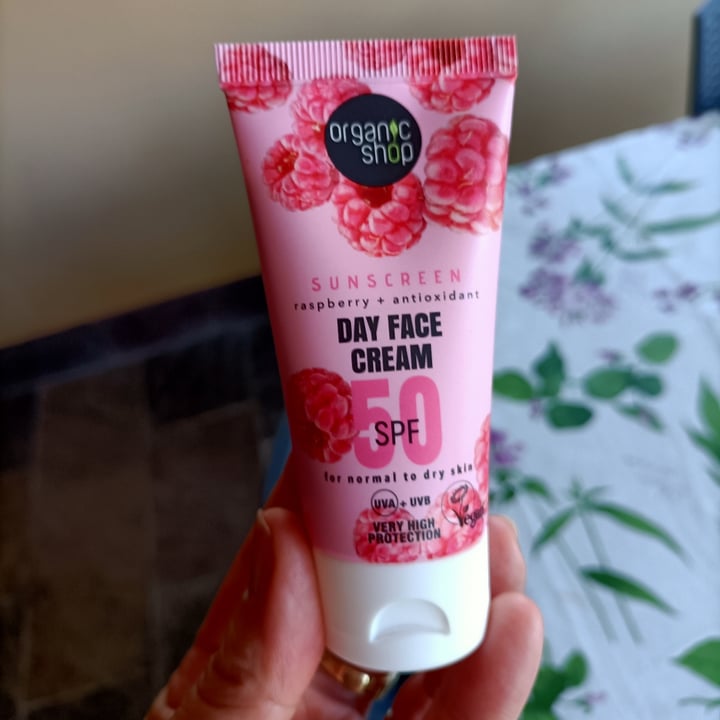 organic
shop
SUNSCREEN
raspberry + antioxidant
DAY FACE
CREAM
50
SPF
for normal to dry skin
UVA + UVB
Vegan
VERY HIGH
PROTECTION